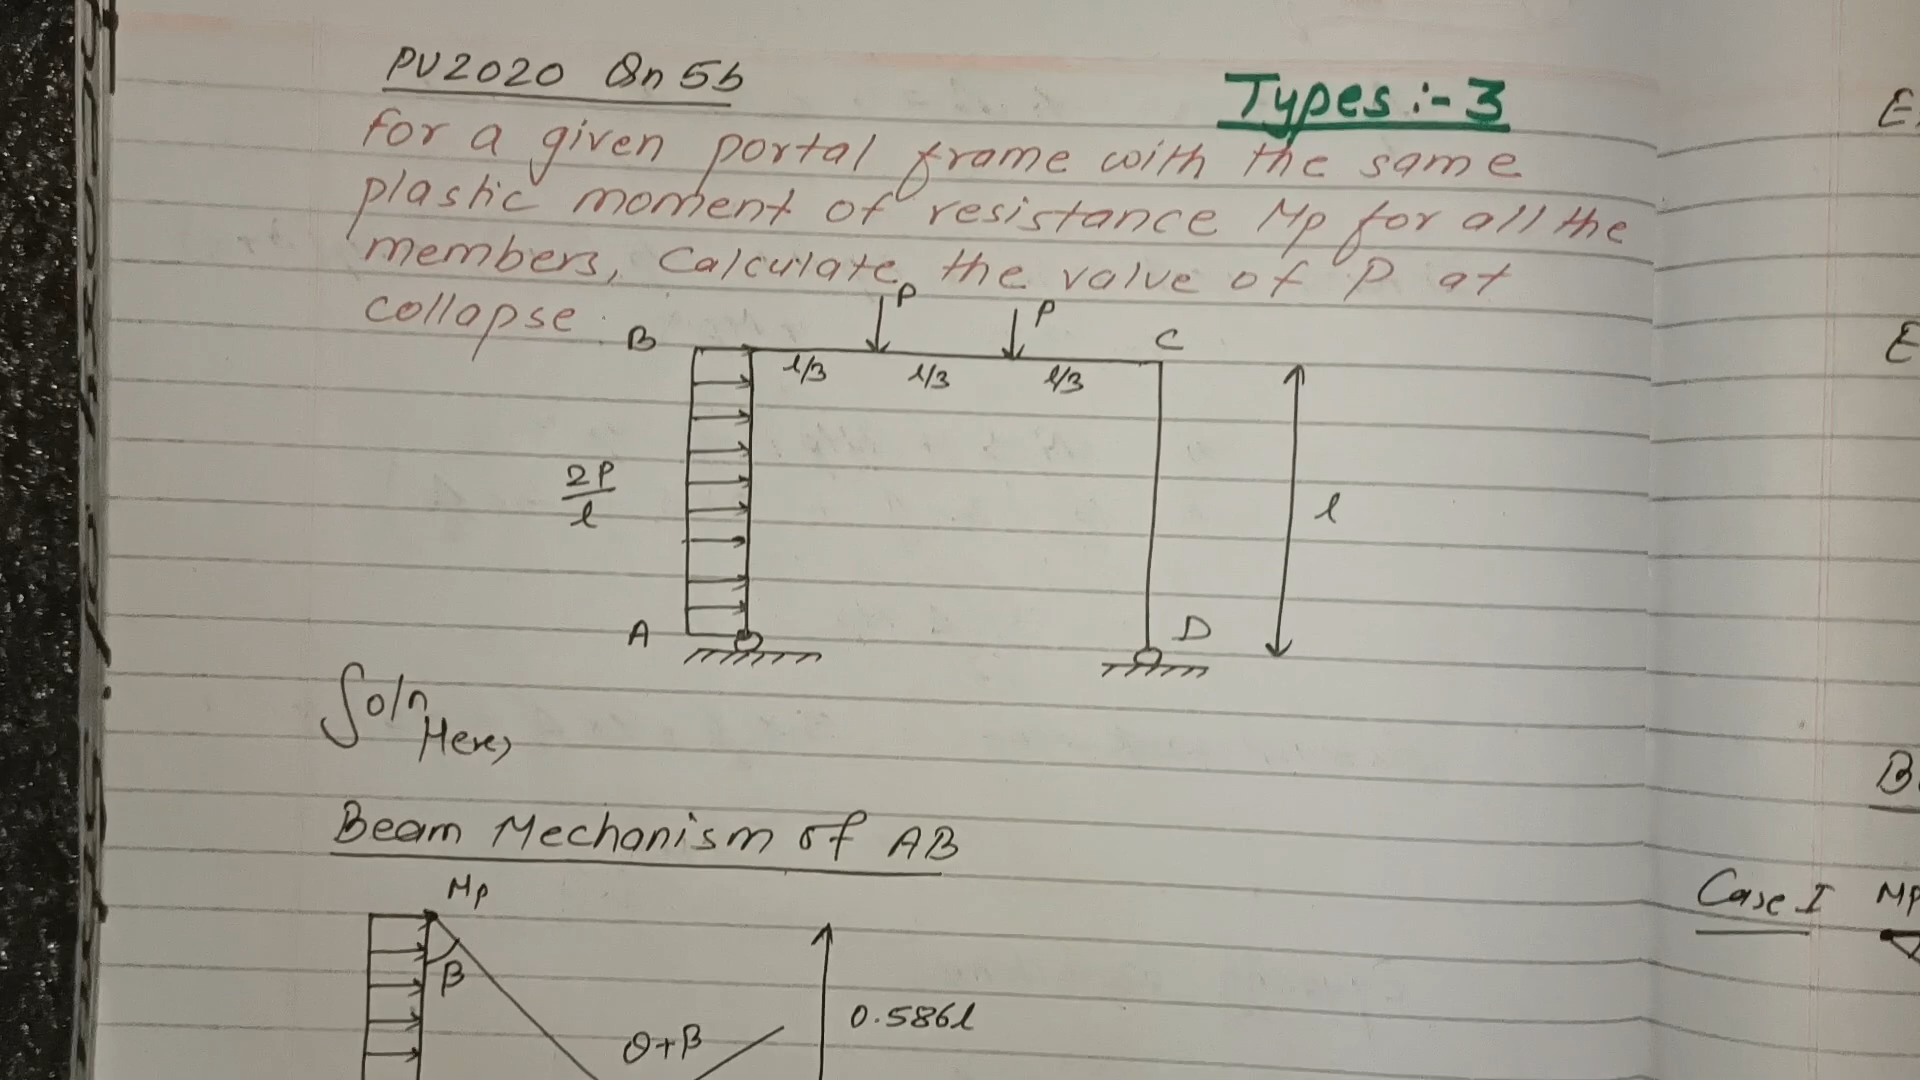 PU2020 Qn 5b
Types :- 3
for a given portal frame with the same
plastic moment of resistance Mp for all the
members, Calculate the value of P at
collapse.
P
P
B
C
l/3
l/3
l/3
2P
l
l
A
D
Soln
Here,
Beam Mechanism of AB
Mp
β
θ+β
0.586l
E
E
B
Case I
Mp